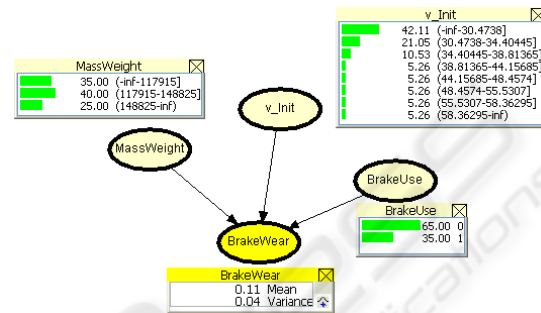 v_Init
42.11 (-inf-30.4738]
21.05 (30.4738-34.40445]
10.53 (34.40445-38.81365]
5.26 (38.81365-44.15685]
5.26 (44.15685-48.4574]
5.26 (48.4574-55.5307]
5.26 (55.5307-58.36295]
5.26 (58.36295-inf)
MassWeight
35.00 (-inf-117915]
40.00 (117915-148825]
25.00 (148825-inf)
v_Init
MassWeight
BrakeUse
BrakeUse
65.00 0
35.00 1
BrakeWear
BrakeWear
0.11 Mean
0.04 Variance